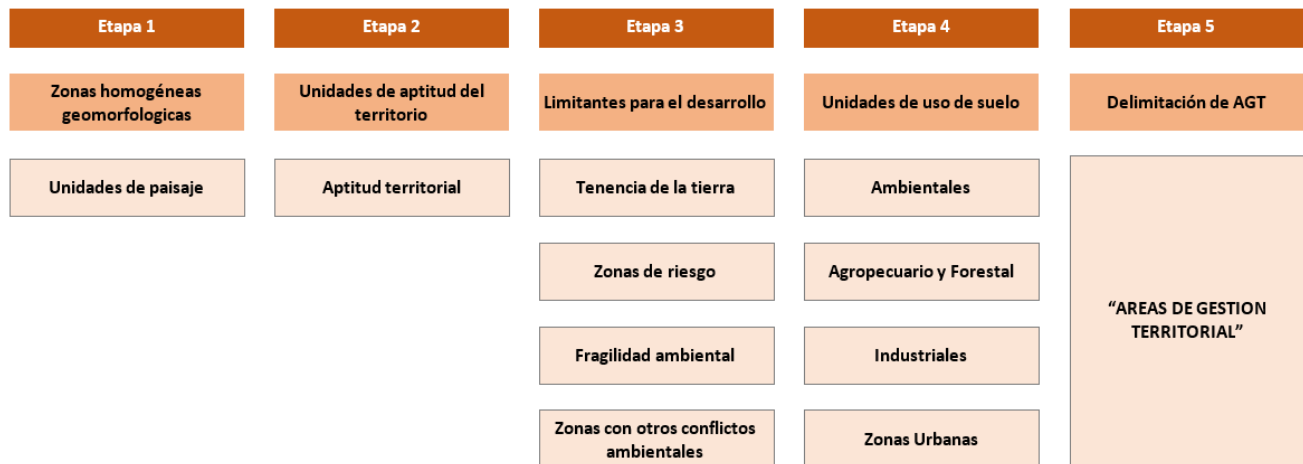 Etapa 1
Etapa 2
Etapa 3
Etapa 4
Etapa 5
Zonas homogéneas
geomorfologicas
Unidades de aptitud del
territorio
Limitantes para el desarrollo
Unidades de uso de suelo
Delimitación de AGT
Unidades de paisaje
Aptitud territorial
Tenencia de la tierra
Ambientales
Zonas de riesgo
Agropecuario y Forestal
“AREAS DE GESTION
TERRITORIAL”
Fragilidad ambiental
Industriales
Zonas con otros conflictos
ambientales
Zonas Urbanas